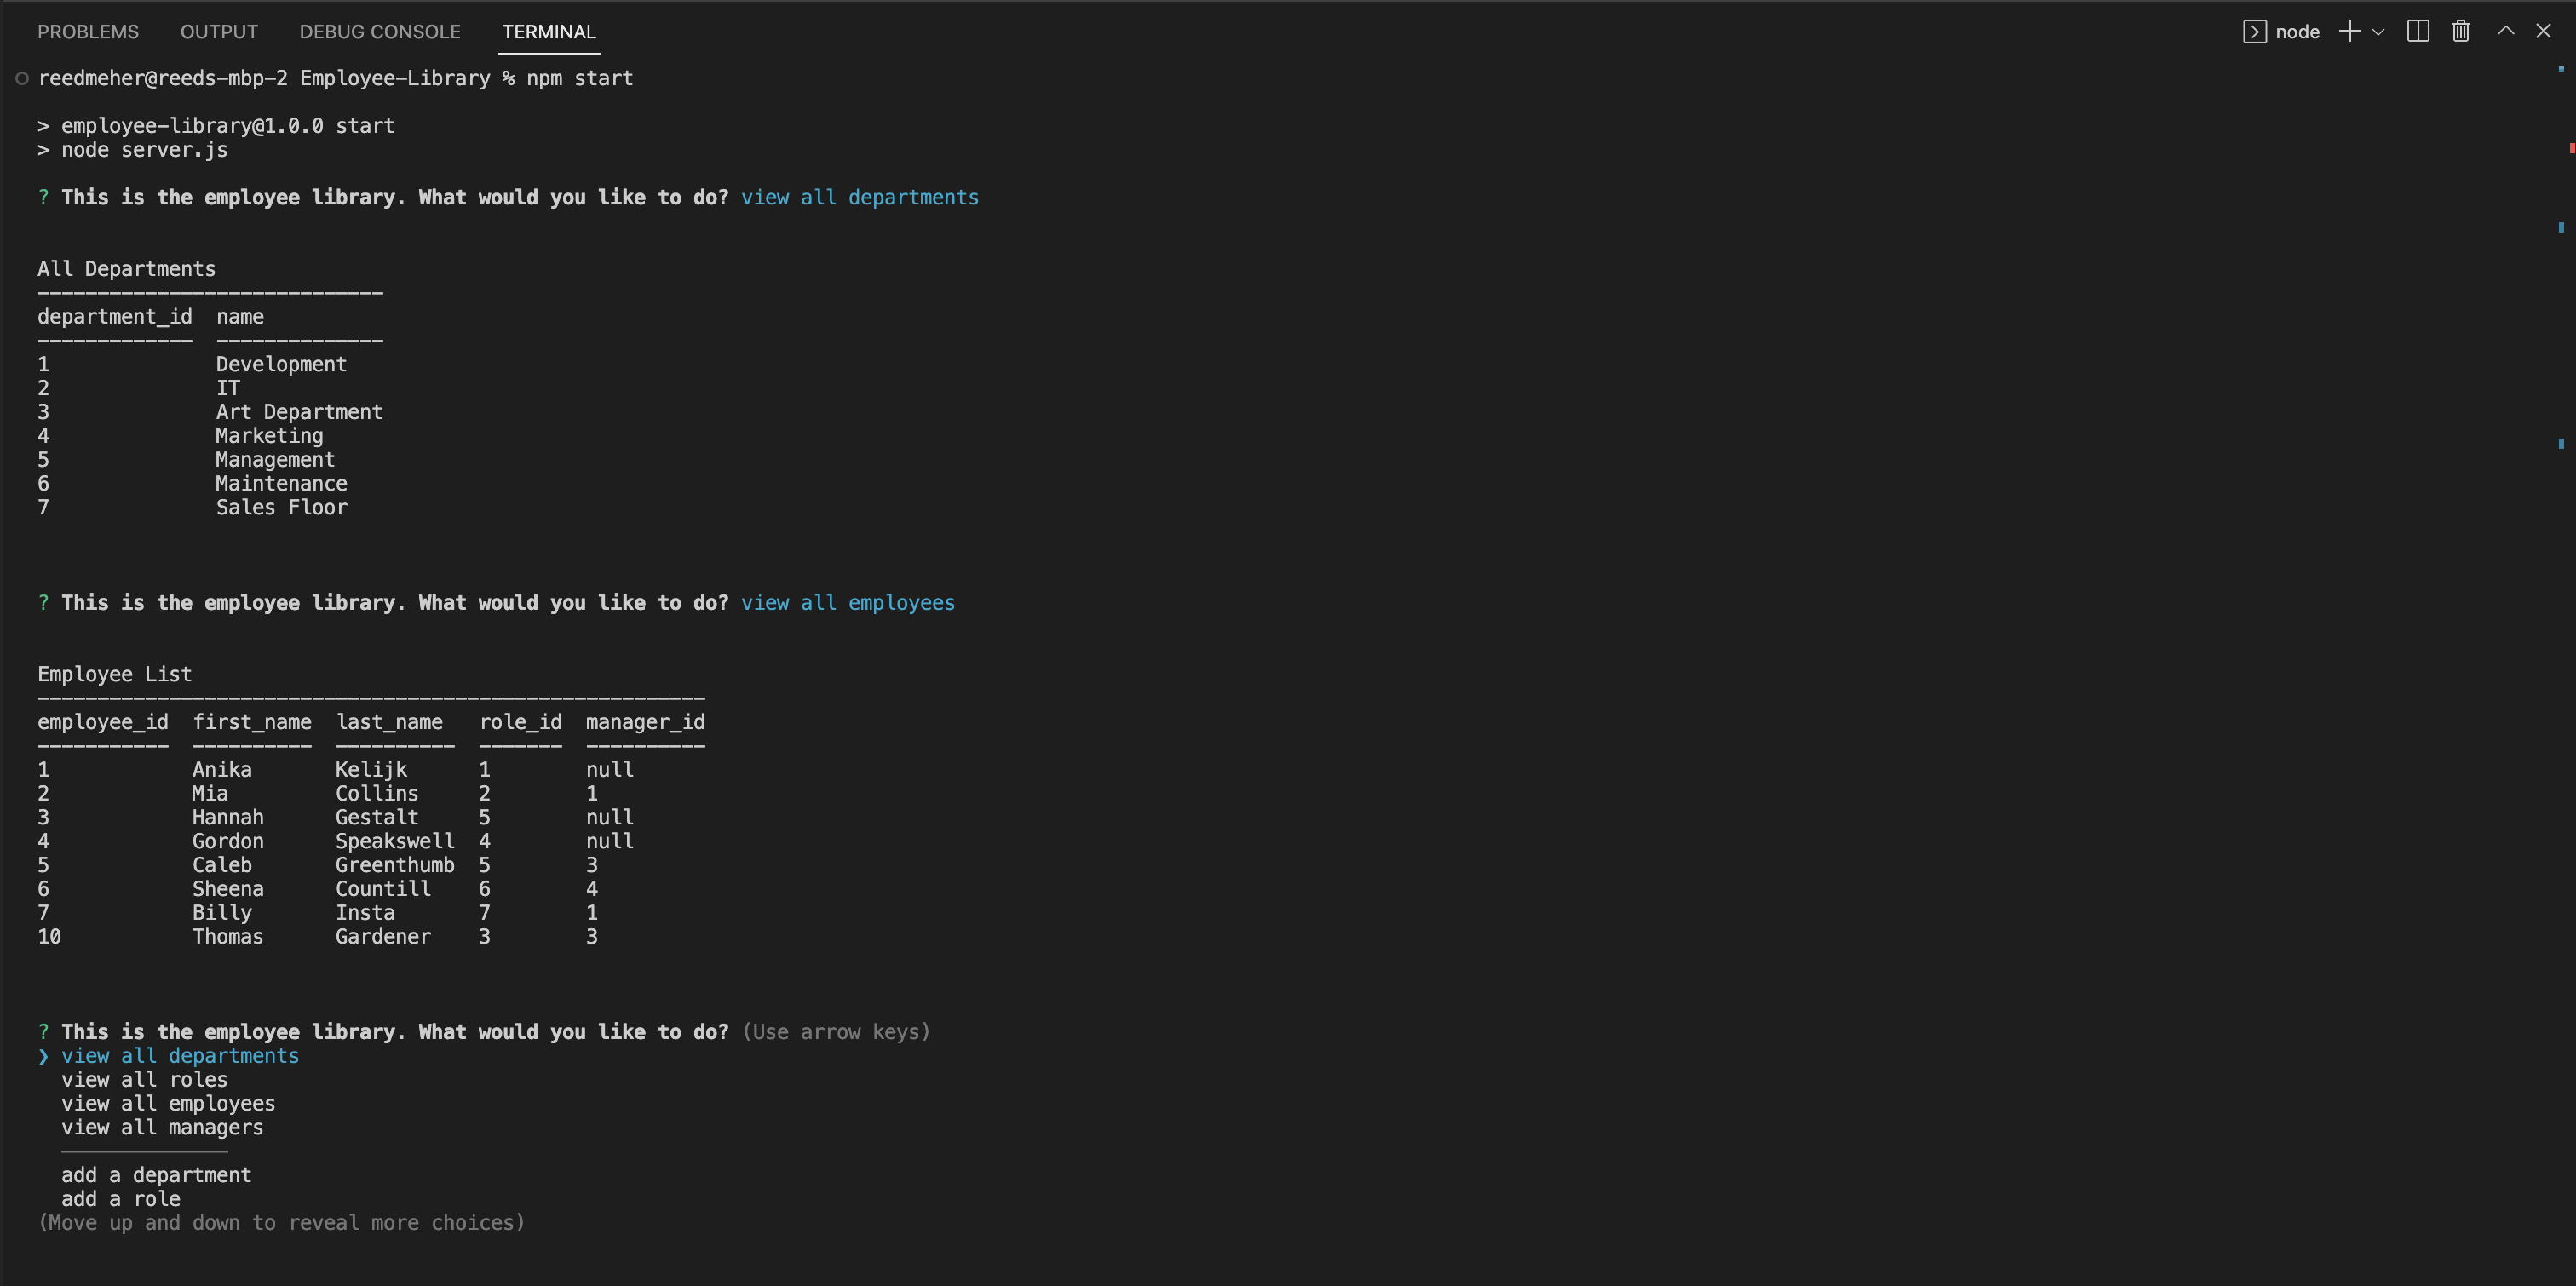 PROBLEMS OUTPUT DEBUG CONSOLE TERMINAL node
reedmeher@reeds-mbp-2 Employee-Library % npm start
> employee-library@1.0.0 start
> node server.js
? This is the employee library. What would you like to do? view all departments
All Departments
-----------------------------
department_id  name
-------------  --------------
1              Development
2              IT
3              Art Department
4              Marketing
5              Management
6              Maintenance
7              Sales Floor
? This is the employee library. What would you like to do? view all employees
Employee List
--------------------------------------------------------
employee_id  first_name  last_name   role_id  manager_id
-----------  ----------  ----------  -------  ----------
1            Anika       Kelijk      1        null
2            Mia         Collins     2        1
3            Hannah      Gestalt     5        null
4            Gordon      Speakswell  4        null
5            Caleb       Greenthumb  5        3
6            Sheena      Countill    6        4
7            Billy       Insta       7        1
10           Thomas      Gardener    3        3
? This is the employee library. What would you like to do? (Use arrow keys)
❯ view all departments
  view all roles
  view all employees
  view all managers
  ──────────────
  add a department
  add a role
(Move up and down to reveal more choices)